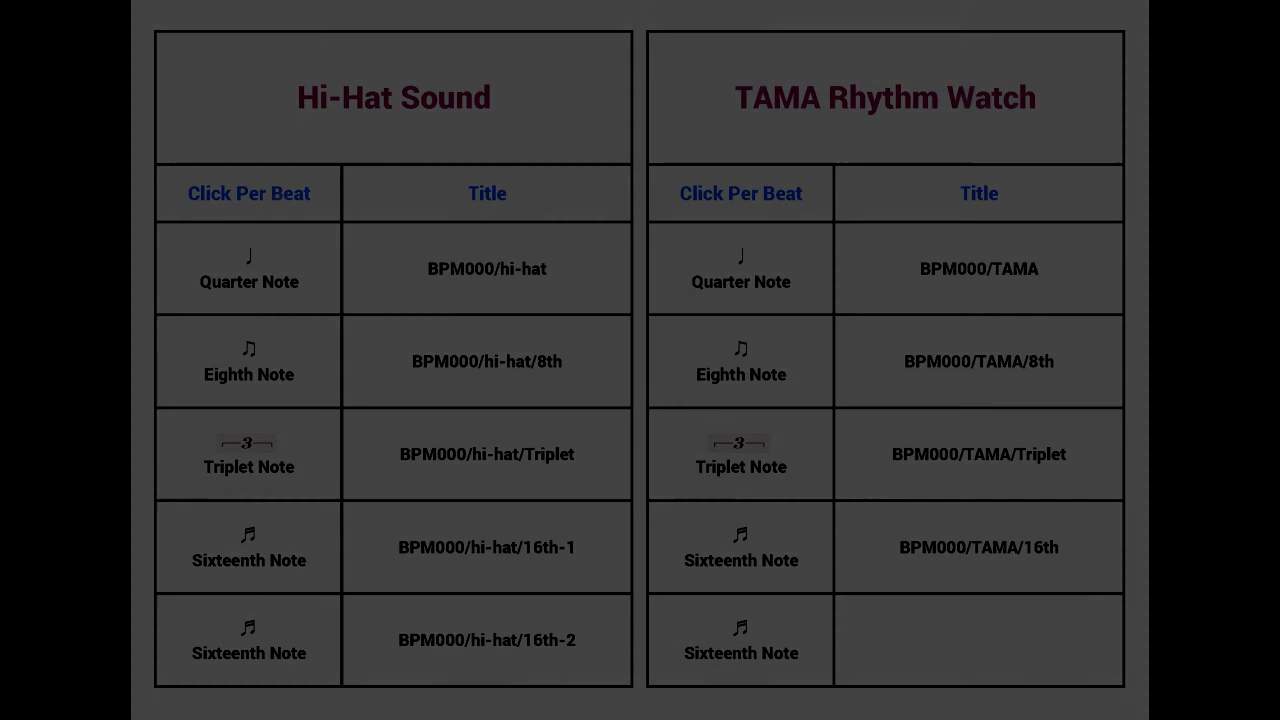 Hi-Hat Sound
Click Per Beat Title
♩
Quarter Note BPM000/hi-hat
♫
Eighth Note BPM000/hi-hat/8th
3
Triplet Note BPM000/hi-hat/Triplet
♬
Sixteenth Note BPM000/hi-hat/16th-1
♬
Sixteenth Note BPM000/hi-hat/16th-2
TAMA Rhythm Watch
Click Per Beat Title
♩
Quarter Note BPM000/TAMA
♫
Eighth Note BPM000/TAMA/8th
3
Triplet Note BPM000/TAMA/Triplet
♬
Sixteenth Note BPM000/TAMA/16th
♬
Sixteenth Note